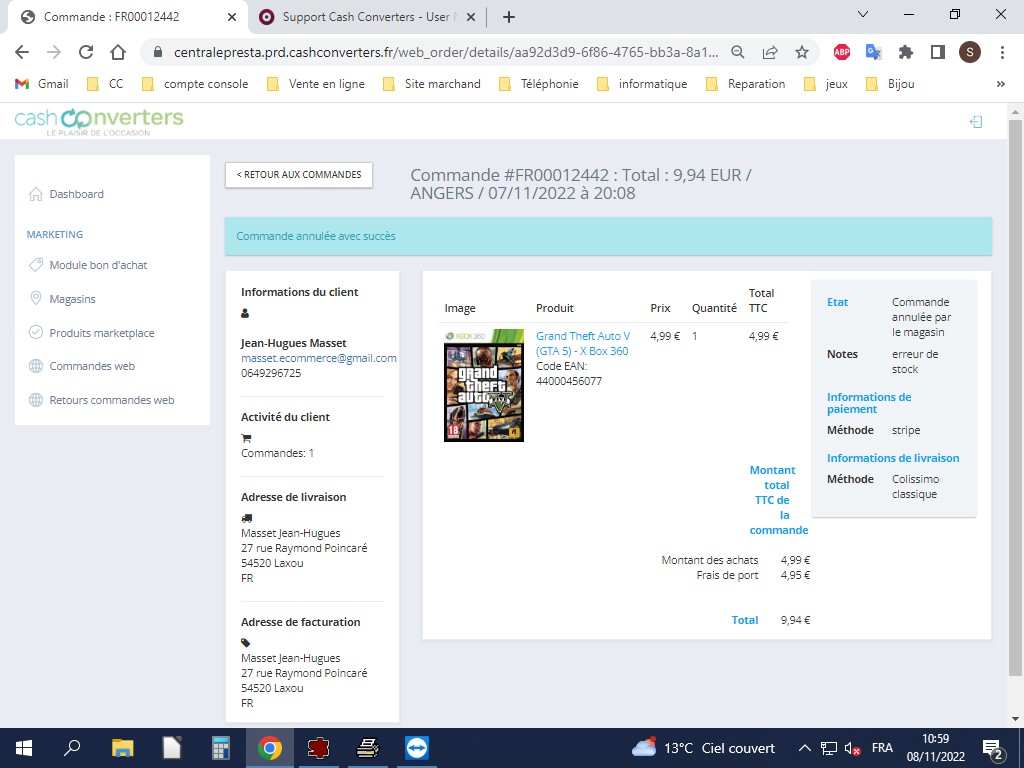 Commande : FR00012442
Support Cash Converters - User
centralepresta.prd.cashconverters.fr/web_order/details/aa92d3d9-6f86-4765-bb3a-8a1...
ABP
S
Gmail
CC
compte console
Vente en ligne
Site marchand
Téléphonie
informatique
Reparation
jeux
Bijou
»
cash converters
LE PLAISIR DE L'OCCASION
Dashboard
MARKETING
Module bon d'achat
Magasins
Produits marketplace
Commandes web
Retours commandes web
< RETOUR AUX COMMANDES
Commande #FR00012442 : Total : 9,94 EUR /
ANGERS / 07/11/2022 à 20:08
Commande annulée avec succès
Informations du client
Jean-Hugues Masset
masset.ecommerce@gmail.com
0649296725
Activité du client
Commandes: 1
Adresse de livraison
Masset Jean-Hugues
27 rue Raymond Poincaré
54520 Laxou
FR
Adresse de facturation
Masset Jean-Hugues
27 rue Raymond Poincaré
54520 Laxou
FR
Image Produit Prix Quantité Total TTC
XBOX 360
grand
theft
auto
V
18
Grand Theft Auto V
(GTA 5) - X Box 360
Code EAN:
44000456077
4,99 € 1 4,99 €
Montant
total
TTC de
la
commande
Montant des achats 4,99 €
Frais de port 4,95 €
Total 9,94 €
Etat Commande
annulée par
le magasin
Notes erreur de
stock
Informations de
paiement
Méthode stripe
Informations de livraison
Méthode Colissimo
classique
13°C Ciel couvert
FRA
10:59
08/11/2022
2